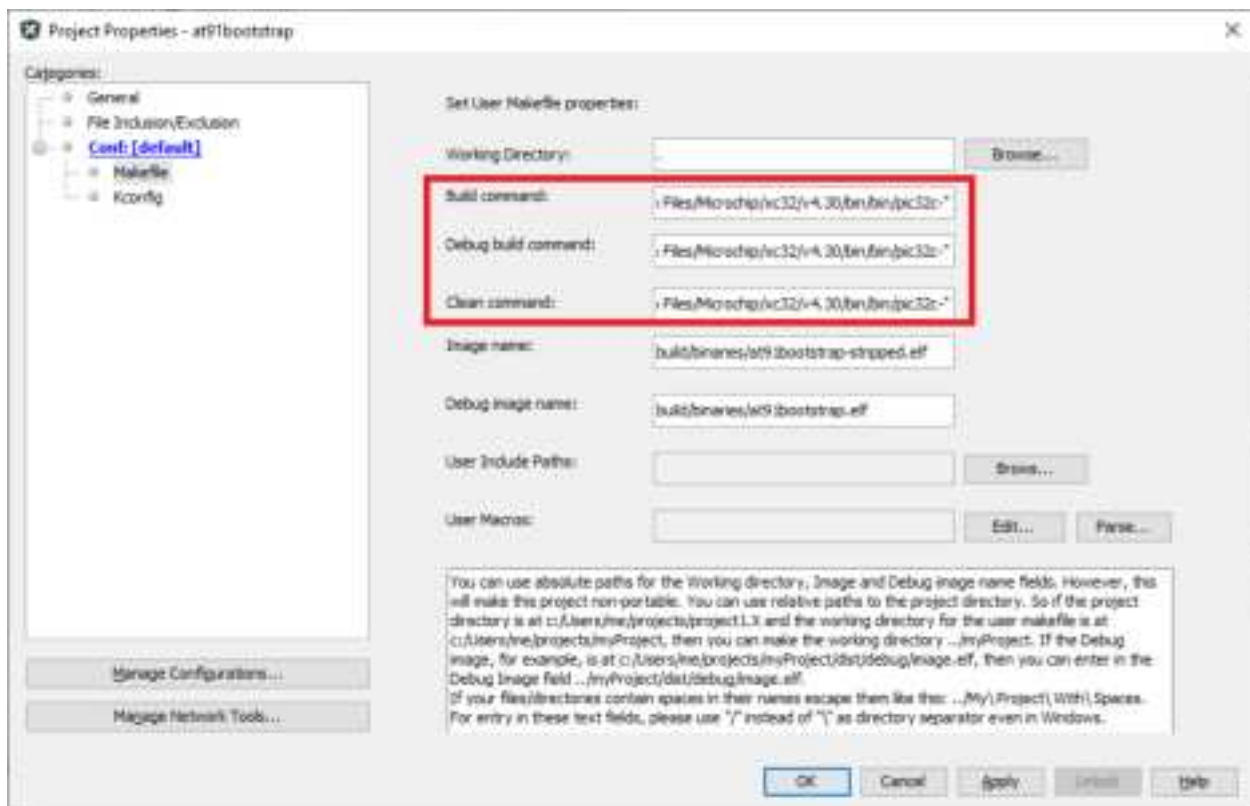 Project Properties - at91bootstrap
Categories:
General
File Inclusion/Exclusion
Conf: [default]
Makefile
Kconfig
Manage Configurations...
Manage Network Tools...
Set User Makefile properties:
Working Directory: . Browse...
Build command: Files/Microchip/xc32/v4.30/bin/bin/pic32c-"
Debug build command: Files/Microchip/xc32/v4.30/bin/bin/pic32c-"
Clean command: Files/Microchip/xc32/v4.30/bin/bin/pic32c-"
Image name: build/binaries/at91bootstrap-stripped.elf
Debug image name: build/binaries/at91bootstrap.elf
User Include Paths: Browse...
User Macros: Edit... Parse...
You can use absolute paths for the Working directory, Image and Debug image name fields. However, this
will make this project non-portable. You can use relative paths to the project directory. So if the project
directory is at c:/Users/me/projects/project1.X and the working directory for the user makefile is at
c:/Users/me/projects/myProject, then you can make the working directory ../myProject. If the Debug
image, for example, is at c:/Users/me/projects/myProject/dist/debug/image.elf, then you can enter in the
Debug Image field ../myProject/dist/debug/image.elf.
If your files/directories contain spaces in their names escape them like this: ../My\ Project\ With\ Spaces.
For entry in these text fields, please use "/" instead of "\" as directory separator even in Windows.
OK Cancel Apply Unlock Help